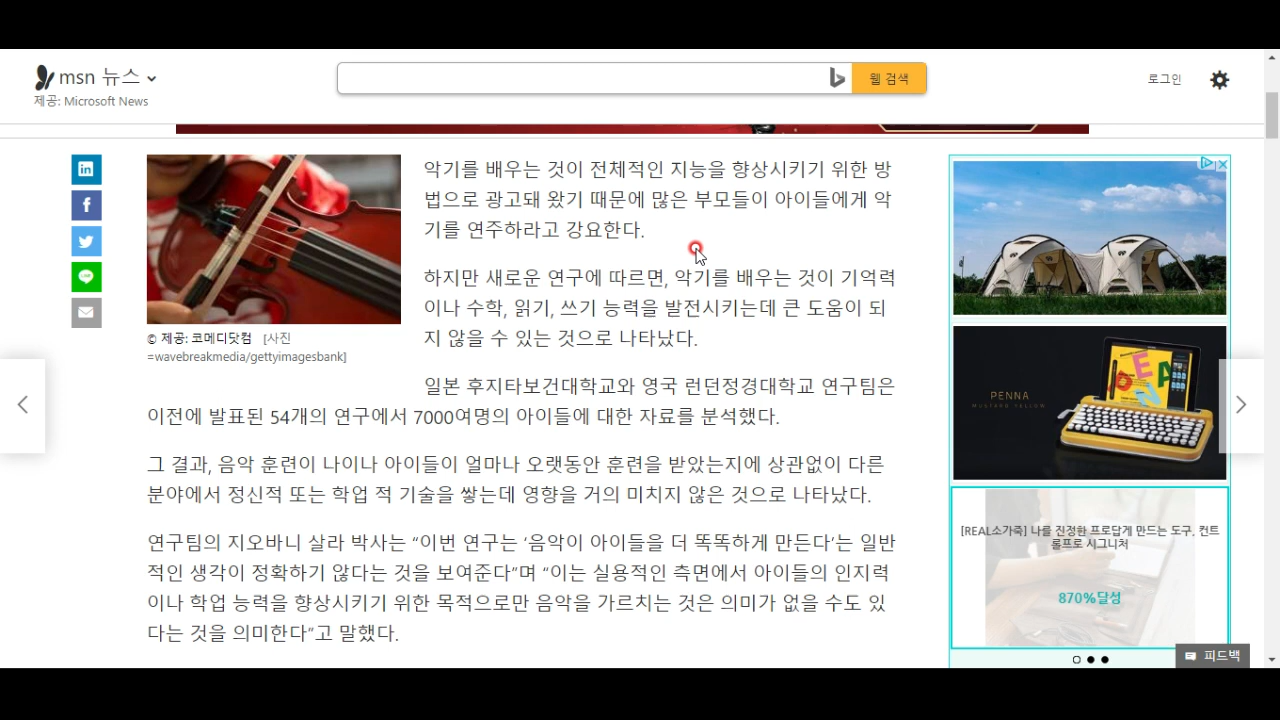 msn 뉴스
제공: Microsoft News
웹 검색
로그인
악기를 배우는 것이 전체적인 지능을 향상시키기 위한 방
법으로 광고돼 왔기 때문에 많은 부모들이 아이들에게 악
기를 연주하라고 강요한다.
하지만 새로운 연구에 따르면, 악기를 배우는 것이 기억력
이나 수학, 읽기, 쓰기 능력을 발전시키는데 큰 도움이 되
지 않을 수 있는 것으로 나타났다.
© 제공: 코메디닷컴 [사진
=wavebreakmedia/gettyimagesbank]
일본 후지타보건대학교와 영국 런던정경대학교 연구팀은
이전에 발표된 54개의 연구에서 7000여명의 아이들에 대한 자료를 분석했다.
그 결과, 음악 훈련이 나이나 아이들이 얼마나 오랫동안 훈련을 받았는지에 상관없이 다른
분야에서 정신적 또는 학업 적 기술을 쌓는데 영향을 거의 미치지 않은 것으로 나타났다.
연구팀의 지오바니 살라 박사는 “이번 연구는 ‘음악이 아이들을 더 똑똑하게 만든다’는 일반
적인 생각이 정확하기 않다는 것을 보여준다”며 “이는 실용적인 측면에서 아이들의 인지력
이나 학업 능력을 향상시키기 위한 목적으로만 음악을 가르치는 것은 의미가 없을 수도 있
다는 것을 의미한다”고 말했다.
PENNA
MUSTARD YELLOW
[REAL소가죽] 나를 진정한 프로답게 만드는 도구, 컨트
롤프로 시그니처
870%달성
피드백